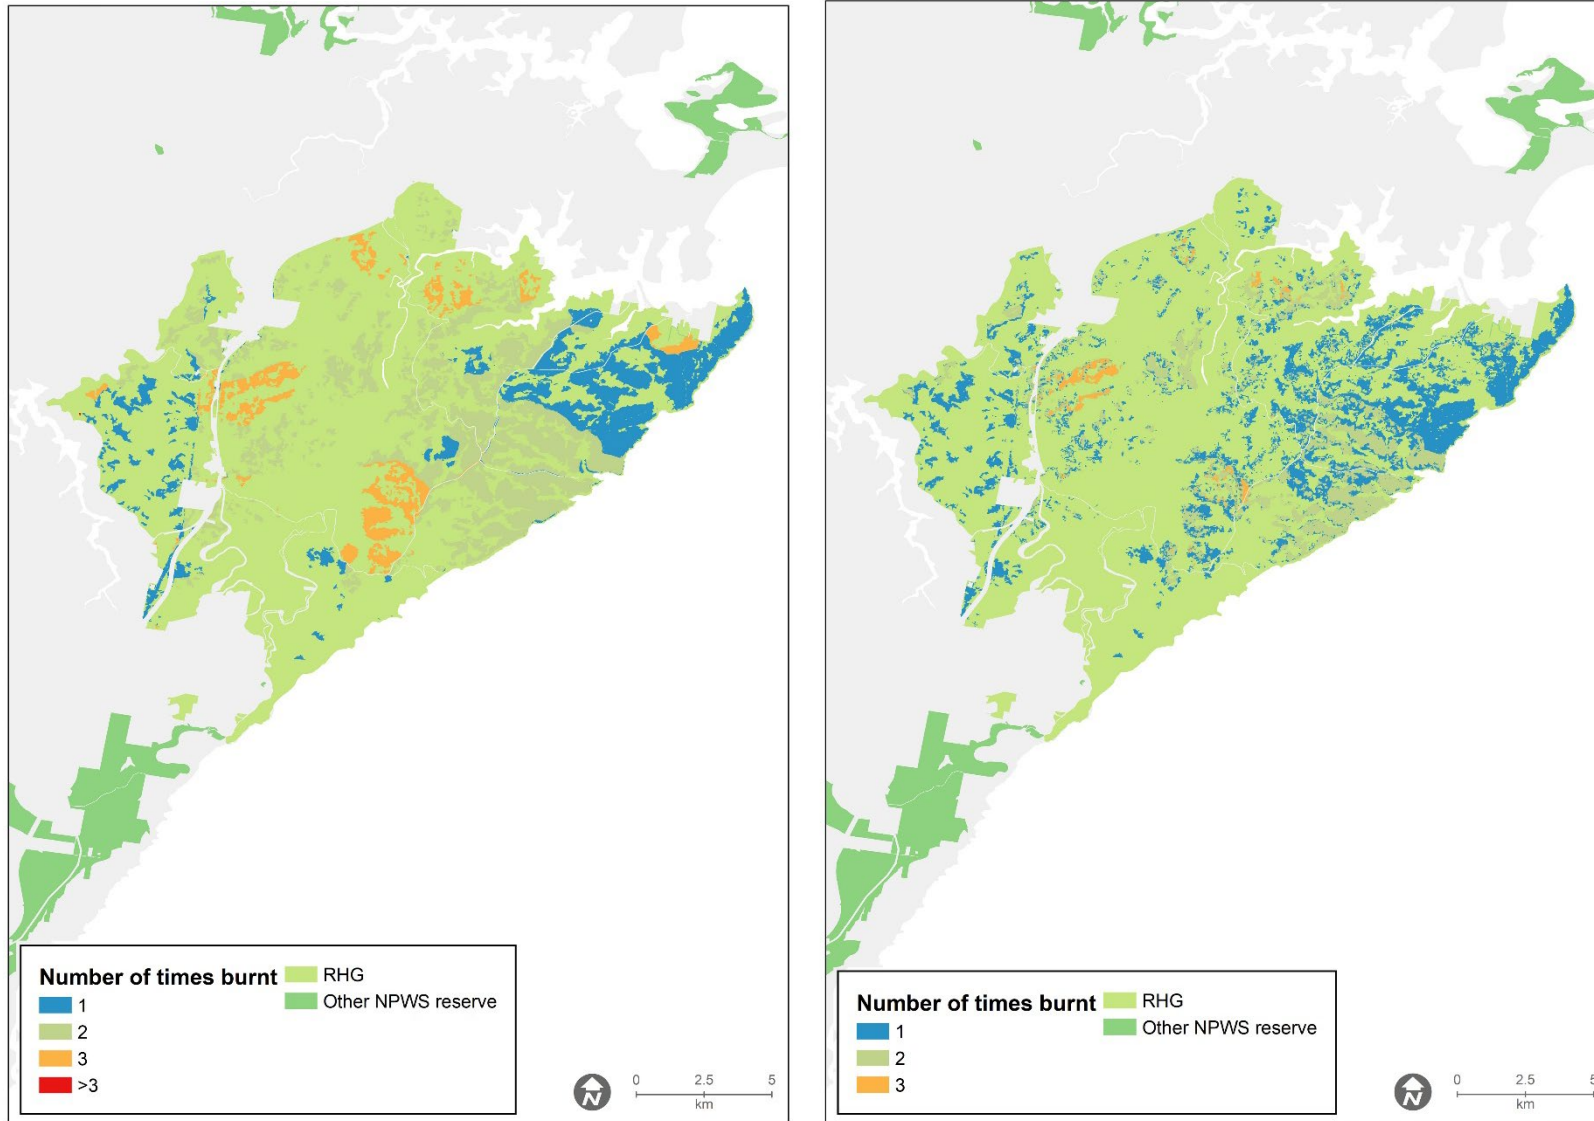 Number of times burnt
1
2
3
>3
RHG
Other NPWS reserve
N
0 2.5 5
km
Number of times burnt
1
2
3
RHG
Other NPWS reserve
N
0 2.5 5
km